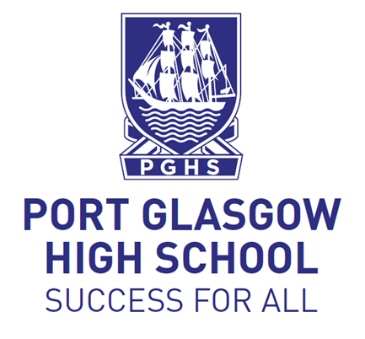 PGHS
PORT GLASGOW
HIGH SCHOOL
SUCCESS FOR ALL